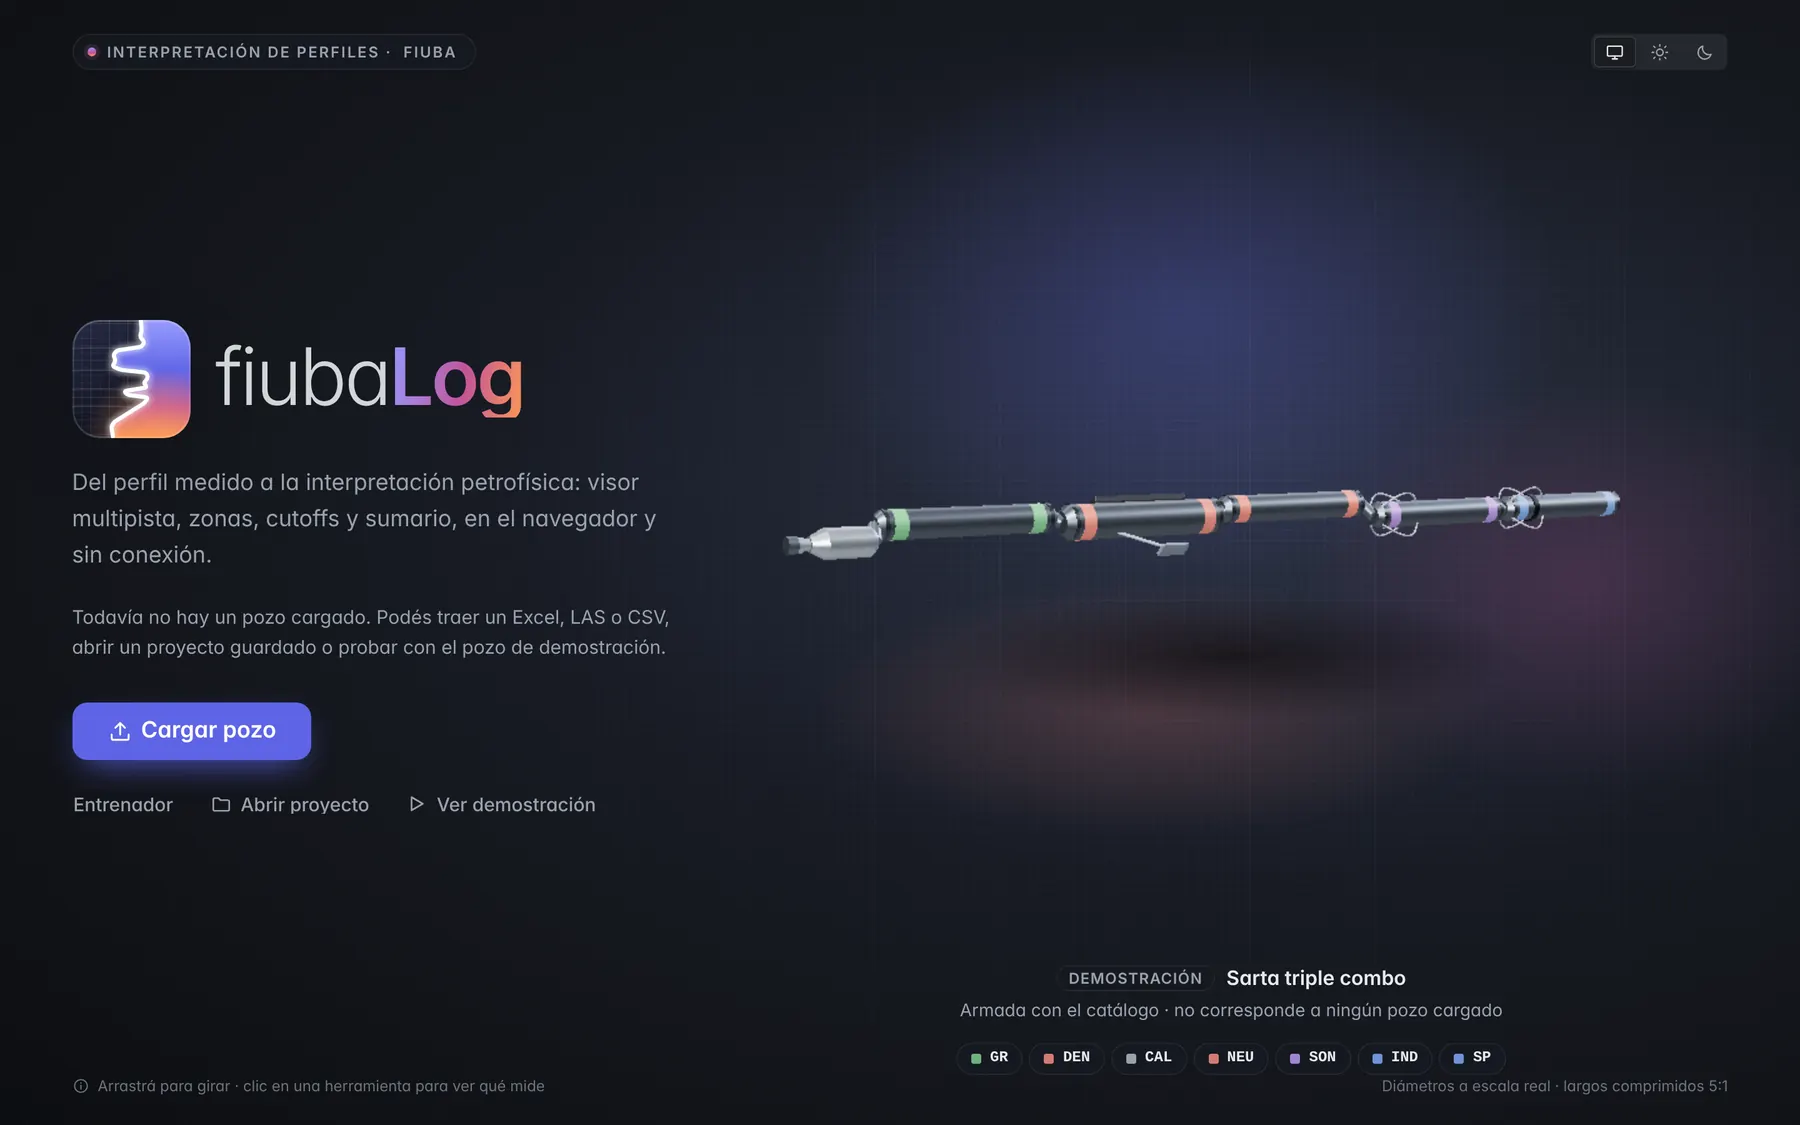 INTERPRETACIÓN DE PERFILES · FIUBA
fiubaLog
Del perfil medido a la interpretación petrofísica: visor
multipista, zonas, cutoffs y sumario, en el navegador y
sin conexión.
Todavía no hay un pozo cargado. Podés traer un Excel, LAS o CSV,
abrir un proyecto guardado o probar con el pozo de demostración.
Cargar pozo
Entrenador Abrir proyecto Ver demostración
DEMOSTRACIÓN Sarta triple combo
Armada con el catálogo · no corresponde a ningún pozo cargado
GR DEN CAL NEU SON IND SP
Arrastrá para girar · clic en una herramienta para ver qué mide
Diámetros a escala real · largos comprimidos 5:1